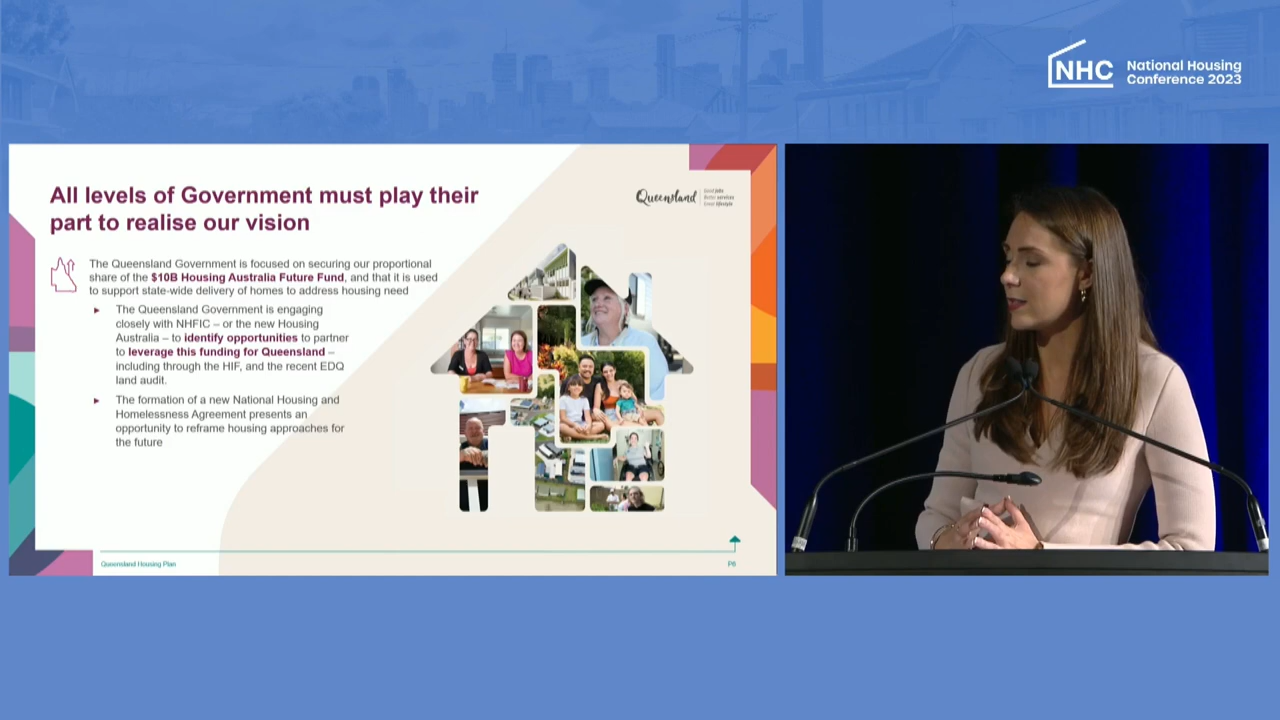 NHC
National Housing
Conference 2023
All levels of Government must play their
part to realise our vision
Queensland
The Queensland Government is focused on securing our proportional
share of the $10B Housing Australia Future Fund, and that it is used
to support state-wide delivery of homes to address housing need
► The Queensland Government is engaging
closely with NHFIC – or the new Housing
Australia – to identify opportunities to partner
to leverage this funding for Queensland –
including through the HIF, and the recent EDQ
land audit.
► The formation of a new National Housing and
Homelessness Agreement presents an
opportunity to reframe housing approaches for
the future
Queensland Housing Plan
P6